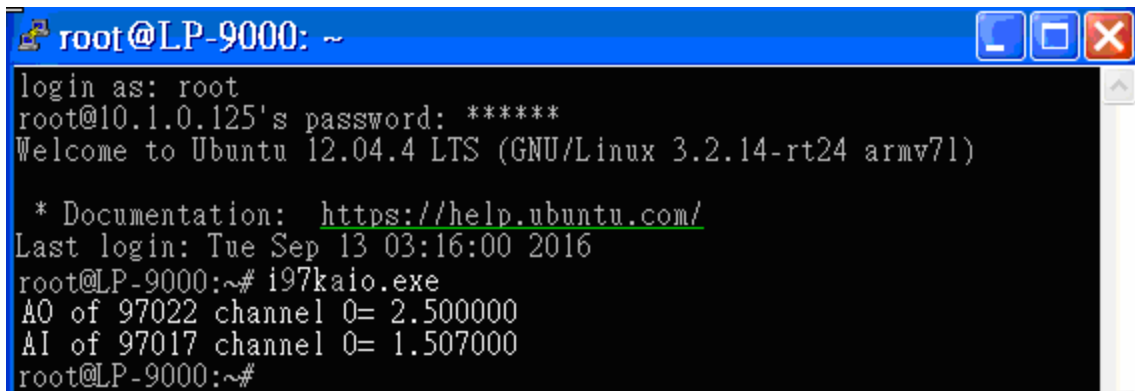 root@LP-9000: ~
login as: root
root@10.1.0.125's password: ******
Welcome to Ubuntu 12.04.4 LTS (GNU/Linux 3.2.14-rt24 armv7l)
* Documentation:  https://help.ubuntu.com/
Last login: Tue Sep 13 03:16:00 2016
root@LP-9000:~# i97kaio.exe
AO of 97022 channel 0= 2.500000
AI of 97017 channel 0= 1.507000
root@LP-9000:~#